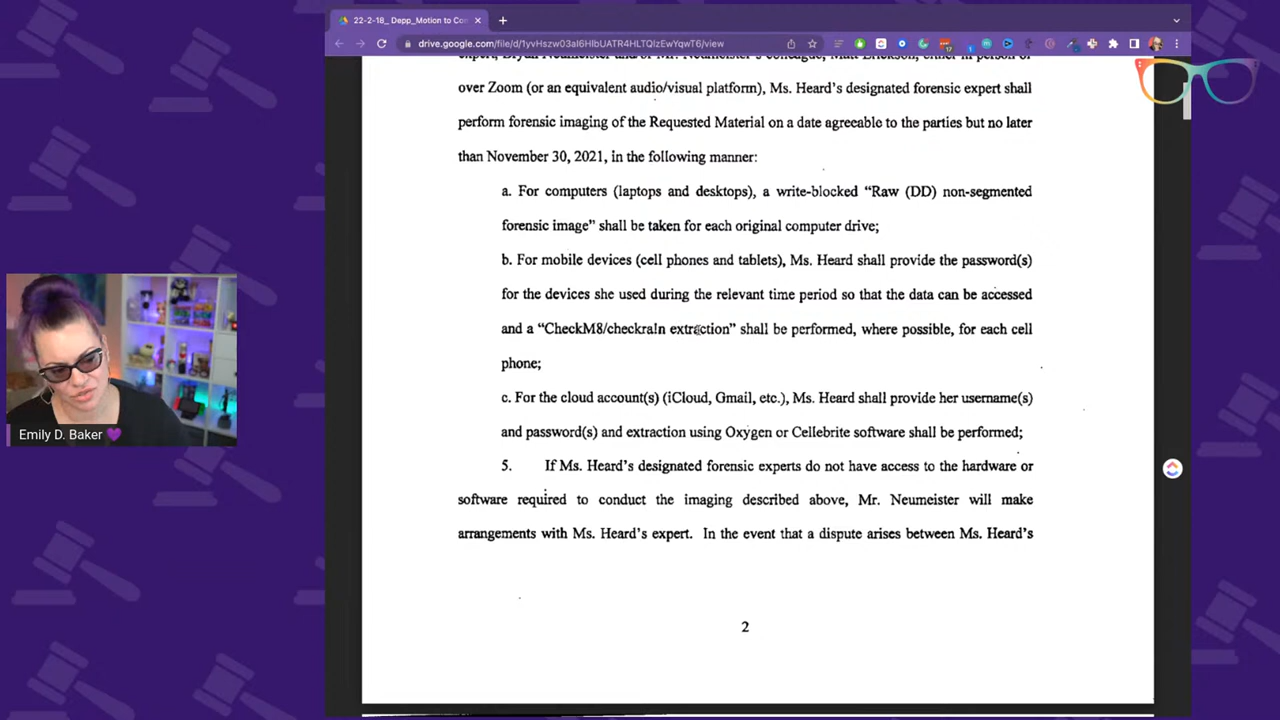 22-2-18_ Depp_Motion to Co
drive.google.com/file/d/1yvHszw03aI6HIbUATR4HLTQIzEwYqwT6/view
over Zoom (or an equivalent audio/visual platform), Ms. Heard's designated forensic expert shall
perform forensic imaging of the Requested Material on a date agreeable to the parties but no later
than November 30, 2021, in the following manner:
a. For computers (laptops and desktops), a write-blocked "Raw (DD) non-segmented
forensic image" shall be taken for each original computer drive;
b. For mobile devices (cell phones and tablets), Ms. Heard shall provide the password(s)
for the devices she used during the relevant time period so that the data can be accessed
and a "CheckM8/checkra1n extraction" shall be performed, where possible, for each cell
phone;
c. For the cloud account(s) (iCloud, Gmail, etc.), Ms. Heard shall provide her username(s)
and password(s) and extraction using Oxygen or Cellebrite software shall be performed;
5. If Ms. Heard's designated forensic experts do not have access to the hardware or
software required to conduct the imaging described above, Mr. Neumeister will make
arrangements with Ms. Heard's expert. In the event that a dispute arises between Ms. Heard's
2
Emily D. Baker 💜